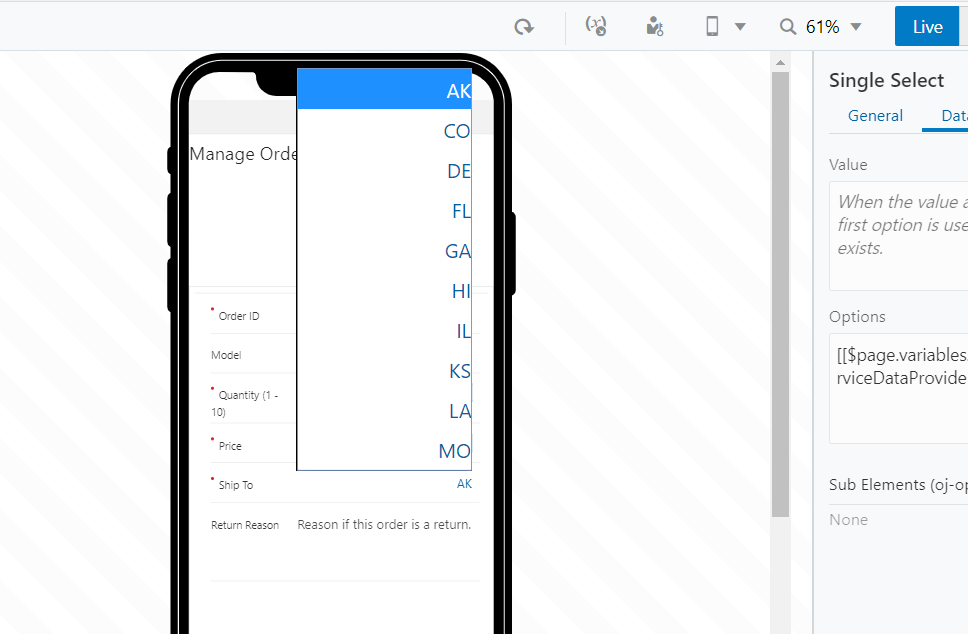 (x)
61%
Live
Single Select
General
Data
Value
When the value a
first option is use
exists.
Options
[[$page.variables.
rviceDataProvide
Sub Elements (oj-op
None
Manage Orde
AK
CO
DE
FL
GA
HI
IL
KS
LA
MO
* Order ID
Model
* Quantity (1 -
10)
* Price
* Ship To
AK
Return Reason
Reason if this order is a return.